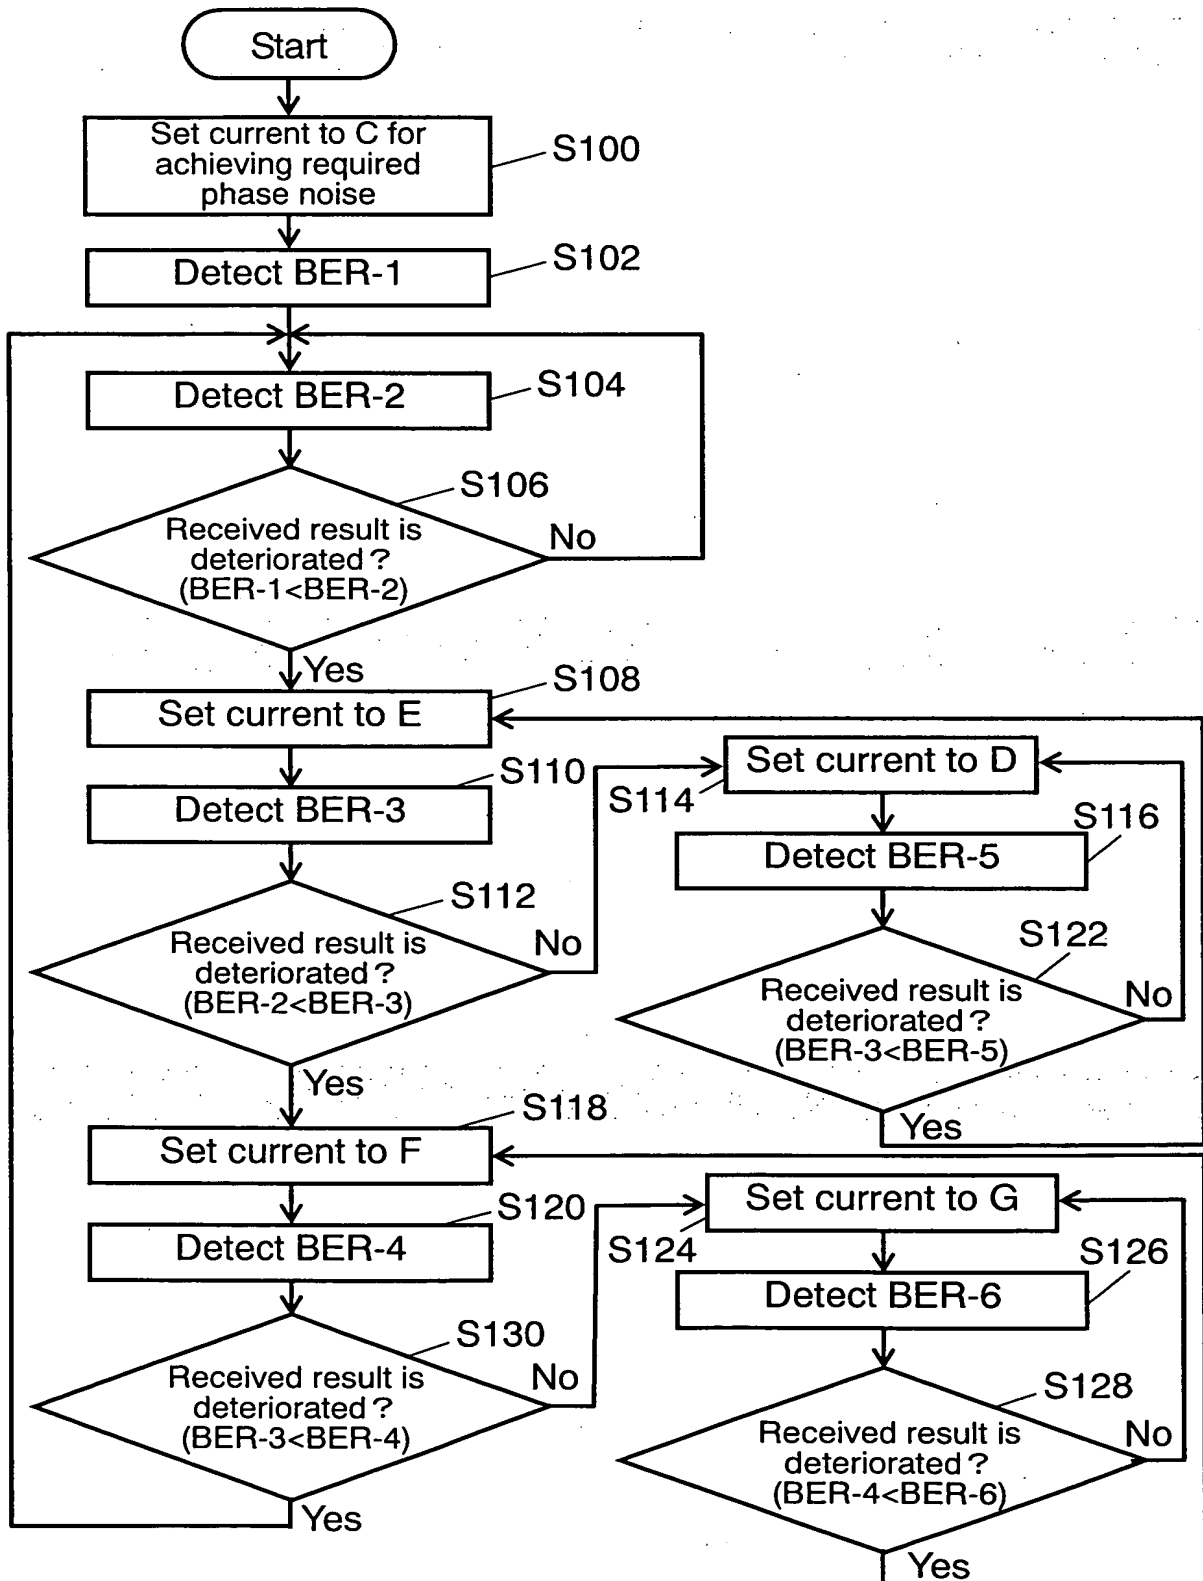 Start
Set current to C for
achieving required
phase noise
S100
Detect BER-1
S102
Detect BER-2
S104
S106
Received result is
deteriorated?
(BER-1<BER-2)
No
Yes
S108
Set current to E
S110
Detect BER-3
S112
Received result is
deteriorated?
(BER-2<BER-3)
No
Yes
Set current to D
S114
S116
Detect BER-5
S122
Received result is
deteriorated?
(BER-3<BER-5)
No
Yes
S118
Set current to F
S120
Detect BER-4
S130
Received result is
deteriorated?
(BER-3<BER-4)
No
Yes
Set current to G
S124
S126
Detect BER-6
S128
Received result is
deteriorated?
(BER-4<BER-6)
No
Yes